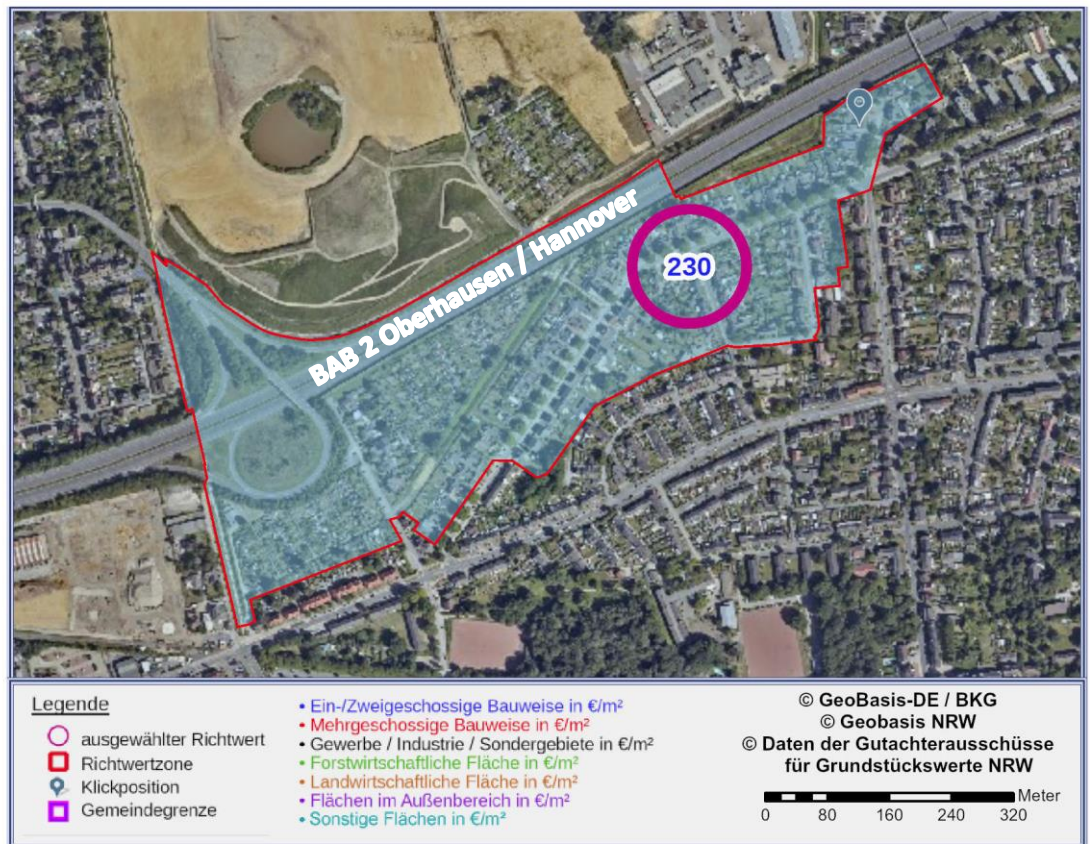 BAB 2 Oberhausen / Hannover
230
Legende
ausgewählter Richtwert
Richtwertzone
Klickposition
Gemeindegrenze
• Ein-/Zweigeschossige Bauweise in €/m²
• Mehrgeschossige Bauweise in €/m²
• Gewerbe / Industrie / Sondergebiete in €/m²
• Forstwirtschaftliche Fläche in €/m²
• Landwirtschaftliche Fläche in €/m²
• Flächen im Außenbereich in €/m²
• Sonstige Flächen in €/m²
© GeoBasis-DE / BKG
© Geobasis NRW
© Daten der Gutachterausschüsse
für Grundstückswerte NRW
Meter
0 80 160 240 320